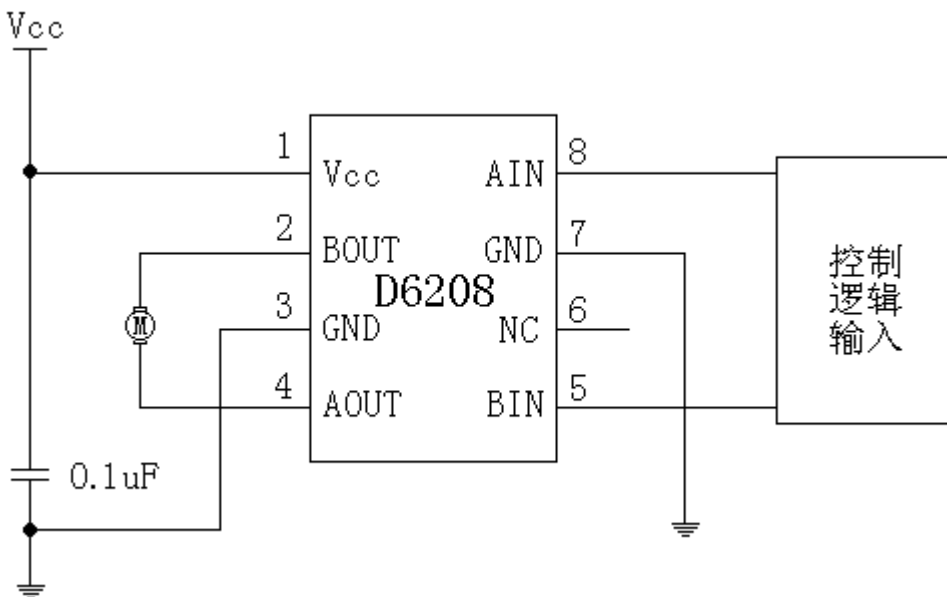 Vcc
1
Vcc
AIN
8
2
BOUT
GND
7
D6208
M
3
GND
NC
6
4
AOUT
BIN
5
0.1uF
控制
逻辑
输入